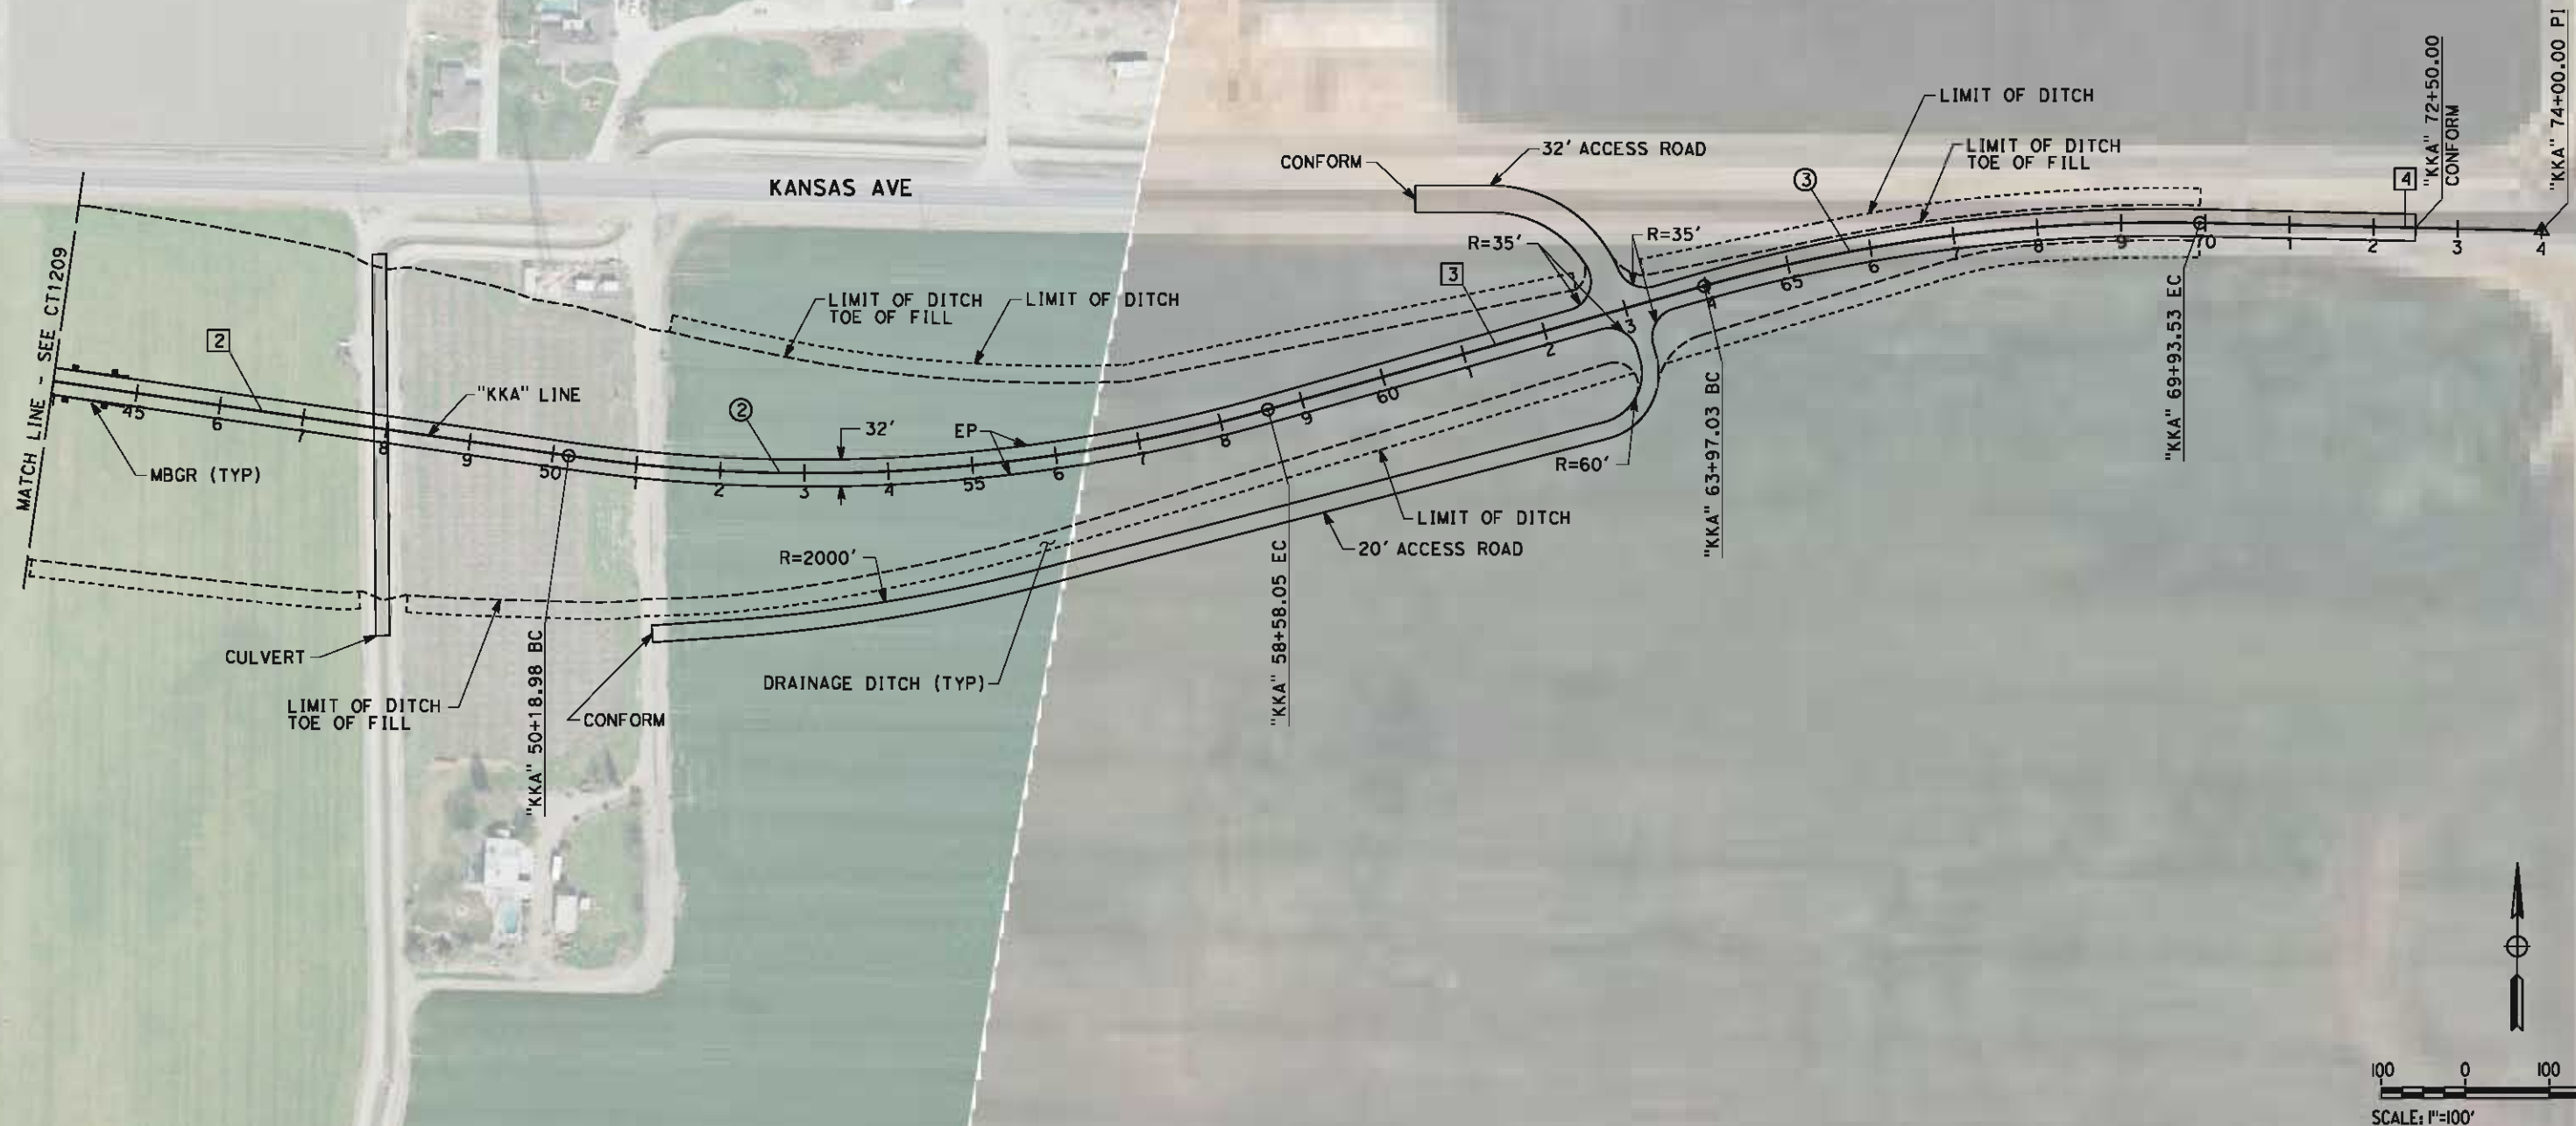 "KKA" 74+00.00 PI
"KKA" 72+50.00
CONFORM
LIMIT OF DITCH
32' ACCESS ROAD
LIMIT OF DITCH
TOE OF FILL
CONFORM
KANSAS AVE
3
4
R=35'
R=35'
3
MATCH LINE - SEE CT1209
LIMIT OF DITCH
TOE OF FILL
LIMIT OF DITCH
2
"KKA" LINE
MBGR (TYP)
2
32'
EP
45
6
7
8
9
50
1
2
3
4
55
6
7
8
9
60
1
2
3
4
65
6
7
8
9
70
1
2
3
4
"KKA" 69+93.53 EC
"KKA" 63+97.03 BC
R=60'
LIMIT OF DITCH
20' ACCESS ROAD
R=2000'
"KKA" 58+58.05 EC
"KKA" 50+18.98 BC
CULVERT
DRAINAGE DITCH (TYP)
LIMIT OF DITCH
TOE OF FILL
CONFORM
100 0 100
SCALE: 1"=100'